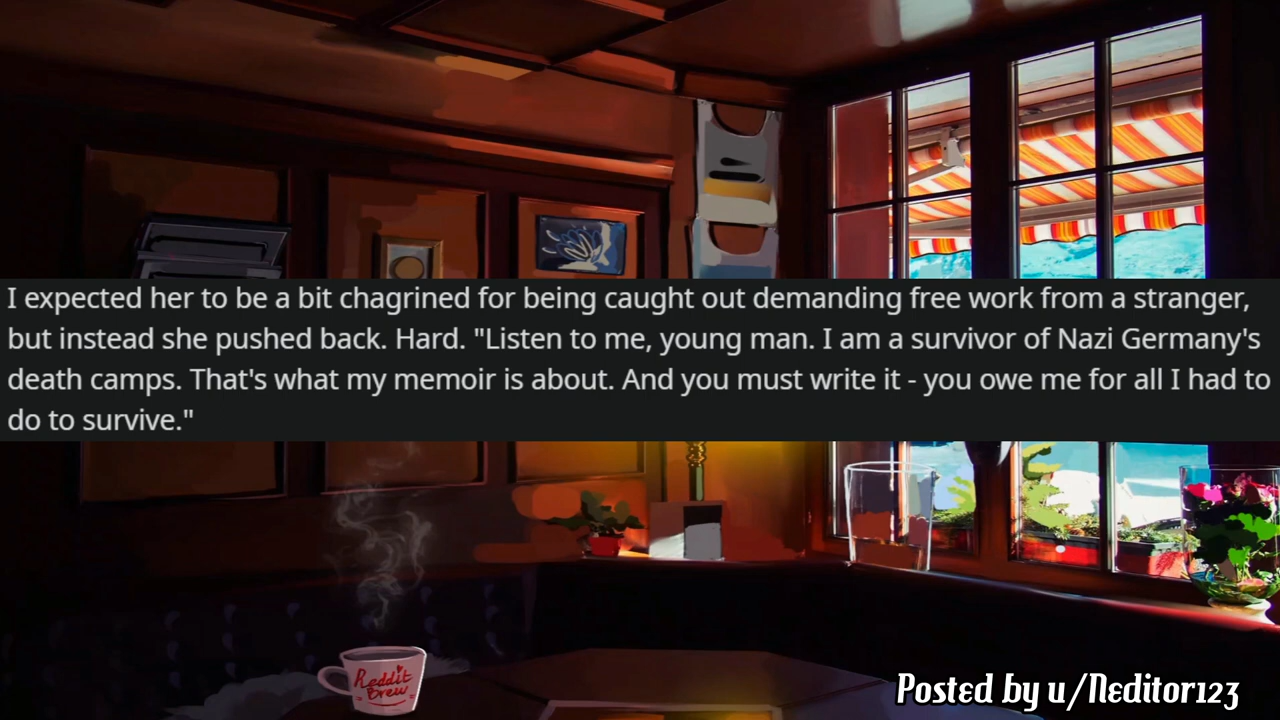 I expected her to be a bit chagrined for being caught out demanding free work from a stranger,
but instead she pushed back. Hard. "Listen to me, young man. I am a survivor of Nazi Germany's
death camps. That's what my memoir is about. And you must write it - you owe me for all I had to
do to survive."
Reddit
Brew
Posted by u/Neditor123